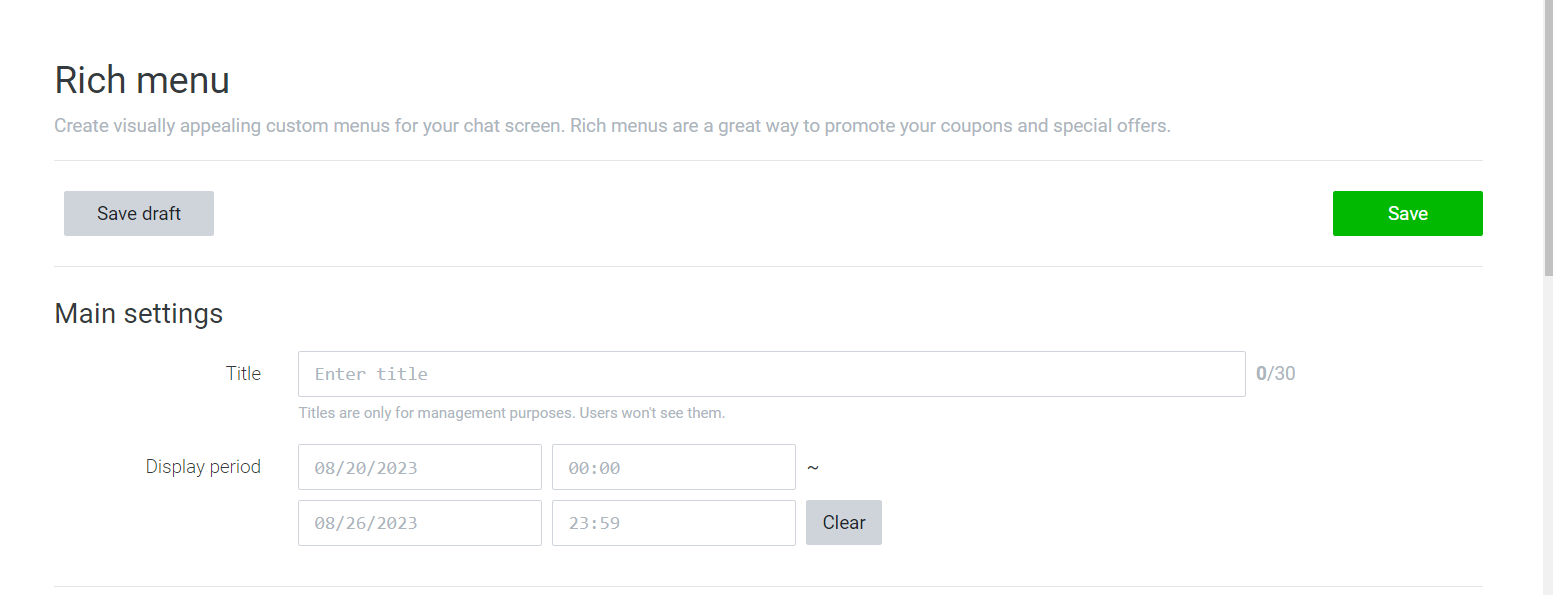 Rich menu
Create visually appealing custom menus for your chat screen. Rich menus are a great way to promote your coupons and special offers.
Save draft
Save
Main settings
Title
Enter title
0/30
Titles are only for management purposes. Users won't see them.
Display period
08/20/2023
00:00
~
08/26/2023
23:59
Clear